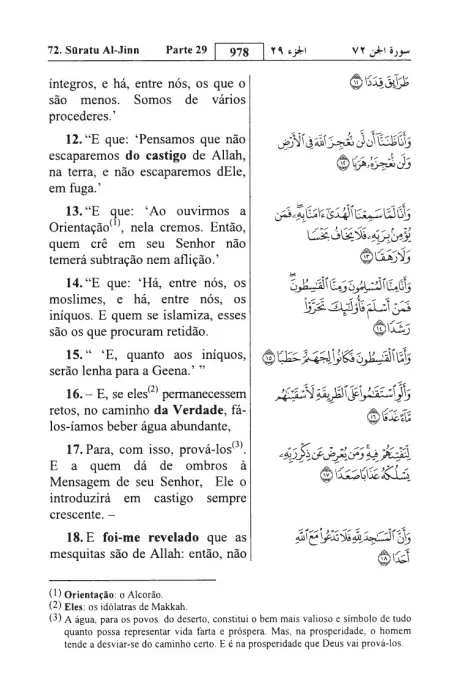 72. Sūratu Al-Jinn Parte 29 978 الجزء ٢٩ سورة الجن ٧٢
integros, e há, entre nós, os que o
são menos. Somos de vários
procederes.'
12. "E que: 'Pensamos que não
escaparemos do castigo de Allah,
na terra, e não escaparemos dEle,
em fuga.'
13. "E que: 'Ao ouvirmos a
Orientação(1), nela cremos. Então,
quem crê em seu Senhor não
temerá subtração nem aflição.'
14. "E que: 'Há, entre nós, os
moslimes, e há, entre nós, os
iníquos. E quem se islamiza, esses
são os que procuram retidão.
15. " 'E, quanto aos iníquos,
serão lenha para a Geena.' "
16. – E, se eles(2) permanecessem
retos, no caminho da Verdade, fá-
los-íamos beber água abundante,
17. Para, com isso, prová-los(3).
E a quem dá de ombros à
Mensagem de seu Senhor, Ele o
introduzirá em castigo sempre
crescente. –
18. E foi-me revelado que as
mesquitas são de Allah: então, não
طَرَآئِقَ قِدَدًا ١١
وَأَنَّا ظَنَنَّآ أَن لَّن نُّعْجِزَ ٱللَّهَ فِى ٱلْأَرْضِ
وَلَن نُّعْجِزَهُۥ هَرَبًا ١٢
وَأَنَّا لَمَّا سَمِعْنَا ٱلْهُدَىٰٓ ءَامَنَّا بِهِۦ فَمَن
يُؤْمِنۢ بِرَبِّهِۦ فَلَا يَخَافُ بَخْسًا
وَلَا رَهَقًا ١٣
وَأَنَّا مِنَّا ٱلْمُسْلِمُونَ وَمِنَّا ٱلْقَـٰسِطُونَ ۖ
فَمَنْ أَسْلَمَ فَأُو۟لَـٰٓئِكَ تَحَرَّوْا۟
رَشَدًا ١٤
وَأَمَّا ٱلْقَـٰسِطُونَ فَكَانُوا۟ لِجَهَنَّمَ حَطَبًا ١٥
وَأَلَّوِ ٱسْتَقَـٰمُوا۟ عَلَى ٱلطَّرِيقَةِ لَأَسْقَيْنَـٰهُم
مَّآءً غَدَقًا ١٦
لِّنَفْتِنَهُمْ فِيهِ ۚ وَمَن يُعْرِضْ عَن ذِكْرِ رَبِّهِۦ
يَسْلُكْهُ عَذَابًا صَعَدًا ١٧
وَأَنَّ ٱلْمَسَـٰجِدَ لِلَّهِ فَلَا تَدْعُوا۟ مَعَ ٱللَّهِ
أَحَدًا ١٨
(1) Orientação: o Alcorão.
(2) Eles: os idólatras de Makkah.
(3) A água, para os povos do deserto, constitui o bem mais valioso e símbolo de tudo
quanto possa representar vida farta e próspera. Mas, na prosperidade, o homem
tende a desviar-se do caminho certo. E é na prosperidade que Deus vai prová-los.